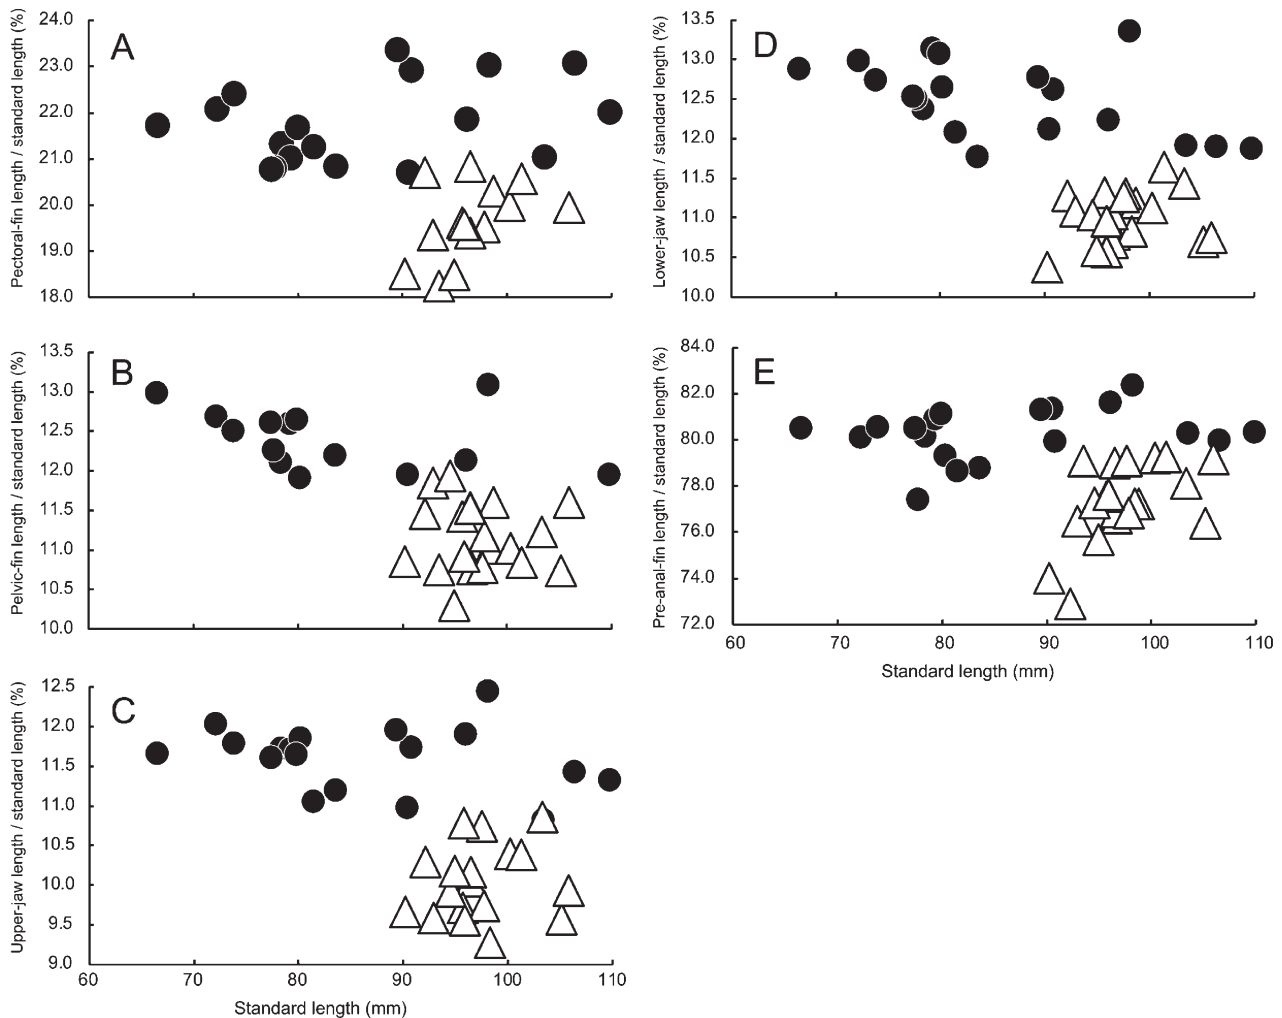 A
Pectoral-fin length / standard length (%)
24.0
23.0
22.0
21.0
20.0
19.0
18.0
B
Pelvic-fin length / standard length (%)
13.5
13.0
12.5
12.0
11.5
11.0
10.5
10.0
C
Upper-jaw length / standard length (%)
12.5
12.0
11.5
11.0
10.5
10.0
9.5
9.0
60 70 80 90 100 110
Standard length (mm)
D
Lower-jaw length / standard length (%)
13.5
13.0
12.5
12.0
11.5
11.0
10.5
10.0
E
Pre-anal-fin length / standard length (%)
84.0
82.0
80.0
78.0
76.0
74.0
72.0
60 70 80 90 100 110
Standard length (mm)